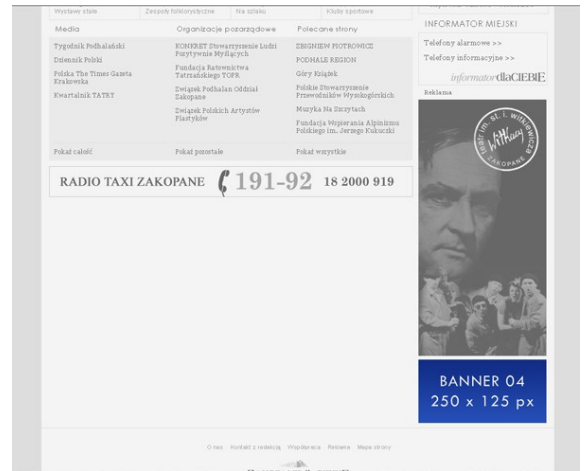 Wystawy stałe
Zespoły folklorystyczne
Na szlaku
Kluby sportowe
Media
Organizacje pozarządowe
Polecane strony
Tygodnik Podhalański
Dziennik Polski
Polska The Times Gazeta
Krakowska
Kwartalnik TATRY
KONKRET Stowarzyszenie Ludzi
Pozytywnie Myślących
Fundacja Ratownictwa
Tatrzańskiego TOPR
Związek Podhalan Oddział
Zakopane
Związek Polskich Artystów
Plastyków
ZBIGNIEW PIOTROWICZ
PODHALE REGION
Góry Książek
Polskie Stowarzyszenie
Przewodników Wysokogórskich
Muzyka Na Szczytach
Fundacja Wspierania Alpinizmu
Polskiego im. Jerzego Kukuczki
Pokaż całość
Pokaż pozostałe
Pokaż wszystkie
RADIO TAXI ZAKOPANE 191-92 18 2000 919
INFORMATOR MIEJSKI
Telefony alarmowe >>
Telefony informacyjne >>
informatordlaCIEBIE
Reklama
teatr im. st. i. witkiewicza
Witkacy
ZAKOPANE
BANNER 04
250 x 125 px
O nas Kontakt z redakcją Współpraca Reklama Mapa strony